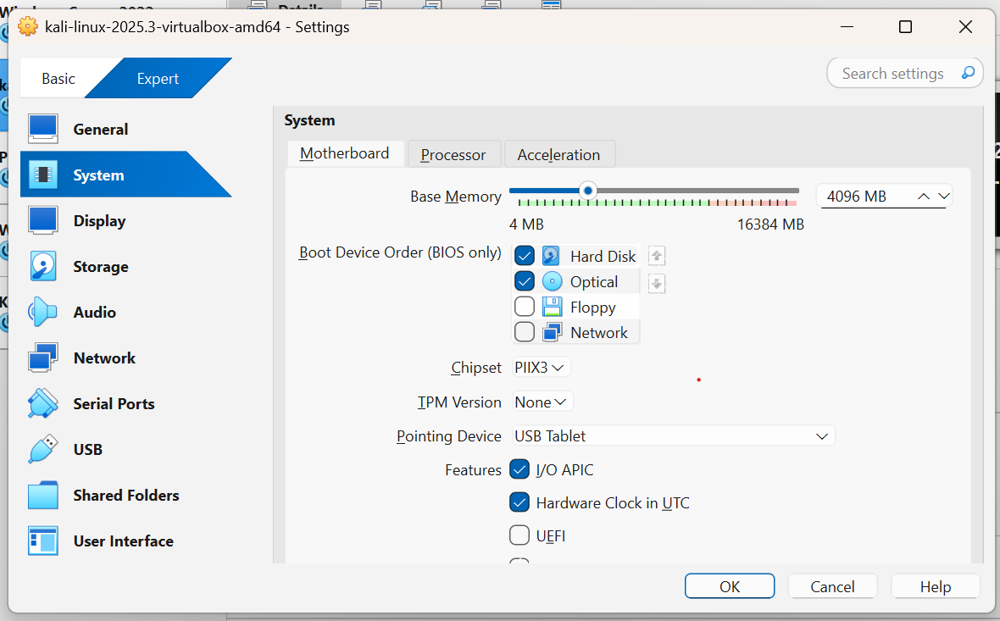 Details
kali-linux-2025.3-virtualbox-amd64 - Settings
Basic
Expert
Search settings
General
System
Display
Storage
Audio
Network
Serial Ports
USB
Shared Folders
User Interface
System
Motherboard
Processor
Acceleration
Base Memory
4096 MB
4 MB
16384 MB
Boot Device Order (BIOS only)
Hard Disk
Optical
Floppy
Network
Chipset
PIIX3
TPM Version
None
Pointing Device
USB Tablet
Features
I/O APIC
Hardware Clock in UTC
UEFI
OK
Cancel
Help